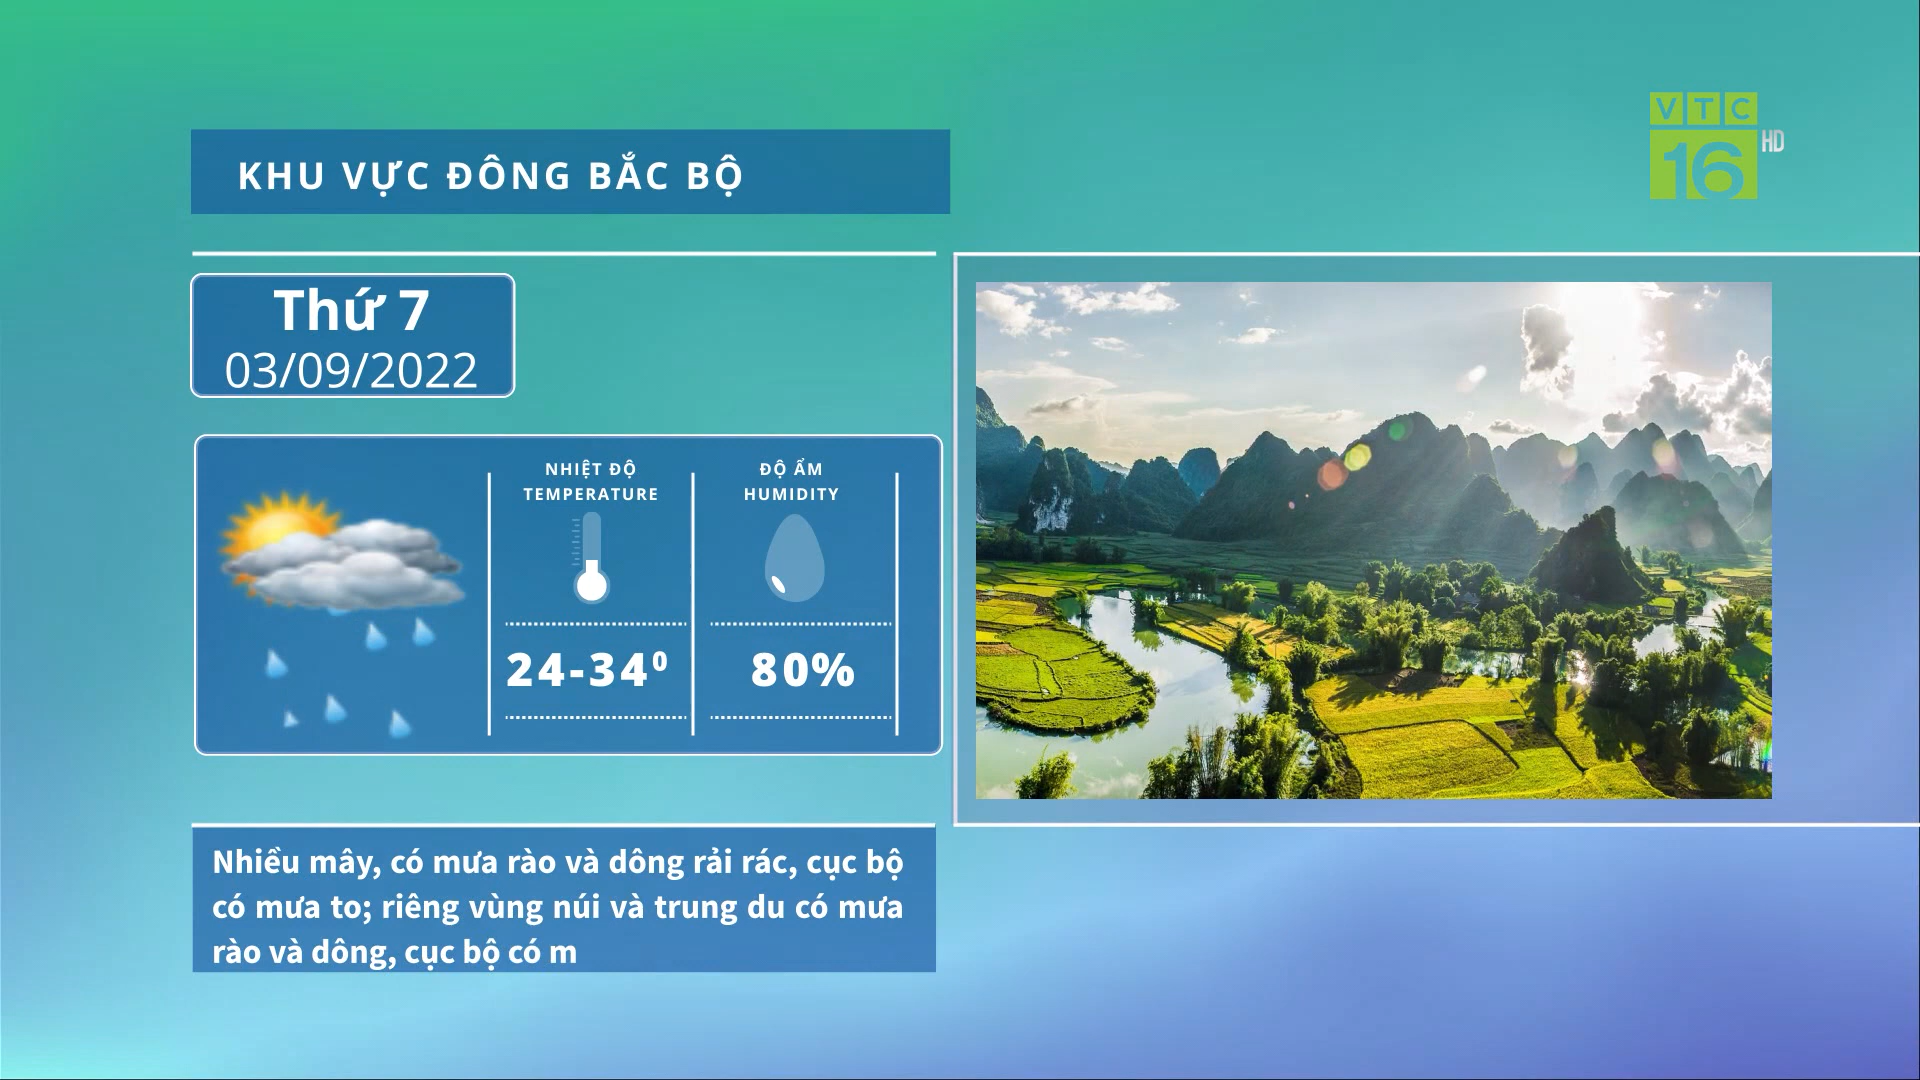 KHU VỰC ĐÔNG BẮC BỘ
VTC
16 HD
Thứ 7
03/09/2022
NHIỆT ĐỘ
TEMPERATURE
24-34⁰
ĐỘ ẨM
HUMIDITY
80%
Nhiều mây, có mưa rào và dông rải rác, cục bộ
có mưa to; riêng vùng núi và trung du có mưa
rào và dông, cục bộ có m